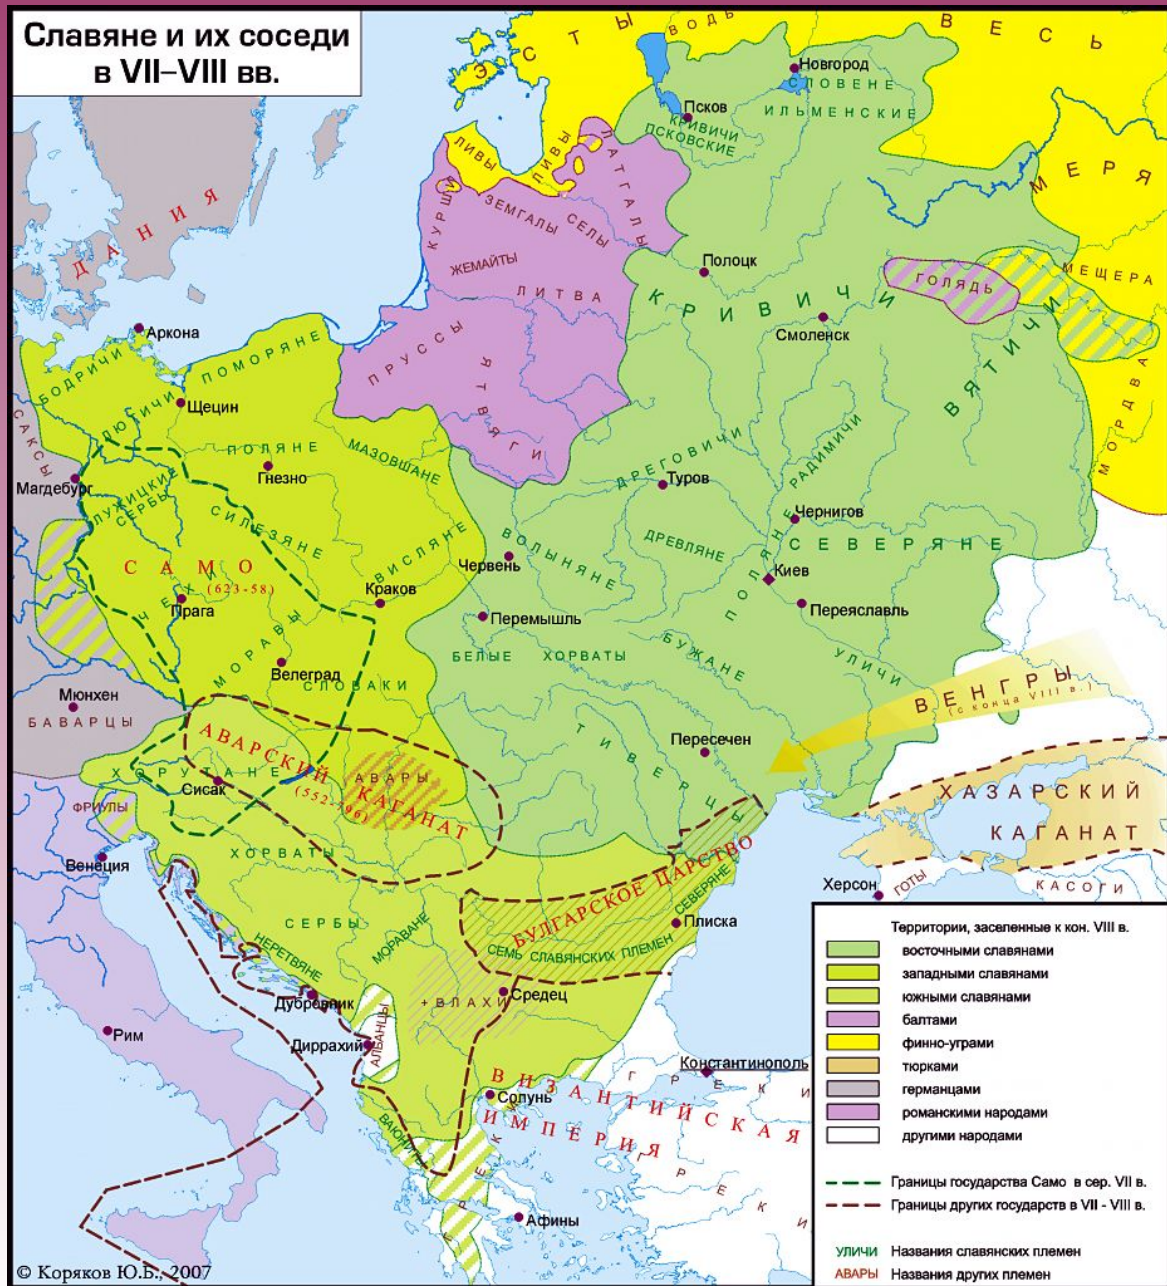 Славяне и их соседи
в VII–VIII вв.
ЭСТЫ
ВОДЬ
ВЕСЬ
Новгород
СЛОВЕНЕ
ИЛЬМЕНСКИЕ
Псков
КРИВИЧИ
ПСКОВСКИЕ
ЛИВЫ
ЛИВЫ
ЛАТГАЛЫ
МЕРЯ
ДАНИЯ
КУРШИ
ЗЕМГАЛЫ
СЕЛЫ
ЖЕМАЙТЫ
ЛИТВА
Полоцк
КРИВИЧИ
ГОЛЯДЬ
МЕЩЕРА
Смоленск
ВЯТИЧИ
МОРДВА
Аркона
ПРУССЫ
ЯТВЯГИ
БОДРИЧИ
ПОМОРЯНЕ
Щецин
ЛЮТИЧИ
САКСЫ
ПОЛЯНЕ
МАЗОВШАНЕ
Гнезно
Магдебург
ЛУЖИЦКИЕ
СЕРБЫ
СИЛЕЗЯНЕ
ДРЕГОВИЧИ
РАДИМИЧИ
Туров
Чернигов
СЕВЕРЯНЕ
ДРЕВЛЯНЕ
ВОЛЫНЯНЕ
ВИСЛЯНЕ
Червень
ПОЛЯНЕ
Киев
САМО
(623-58)
ЧЕХИ
Прага
Краков
Перемышль
Переяславль
МОРАВЫ
Велеград
СЛОВАКИ
БЕЛЫЕ ХОРВАТЫ
БУЖАНЕ
УЛИЧИ
ВЕНГРЫ
(с конца VIII в.)
Мюнхен
БАВАРЦЫ
АВАРСКИЙ
КАГАНАТ
(552-796)
АВАРЫ
ХОРУТАНЕ
Сисак
ТИВЕРЦЫ
Пересечен
ХАЗАРСКИЙ
КАГАНАТ
ФРИУЛЫ
Венеция
ХОРВАТЫ
БУЛГАРСКОЕ ЦАРСТВО
Херсон
ГОТЫ
КАСОГИ
СЕРБЫ
МОРАВАНЕ
СЕВЕРЯНЕ
Плиска
СЕМЬ СЛАВЯНСКИХ ПЛЕМЕН
НЕРЕТВЯНЕ
Дубровник
+ ВЛАХИ
Средец
Рим
Диррахий
АЛБАНЦЫ
Константинополь
ГРЕКИ
ВИЗАНТИЙСКАЯ
ИМПЕРИЯ
Солунь
ВАЮНИТЫ
ГРЕКИ
ГРЕКИ
Афины
Территории, заселенные к кон. VIII в.
восточными славянами
западными славянами
южными славянами
балтами
финно-уграми
тюрками
германцами
романскими народами
другими народами
Границы государства Само в сер. VII в.
Границы других государств в VII - VIII в.
УЛИЧИ Названия славянских племен
АВАРЫ Названия других племен
© Коряков Ю.Б., 2007